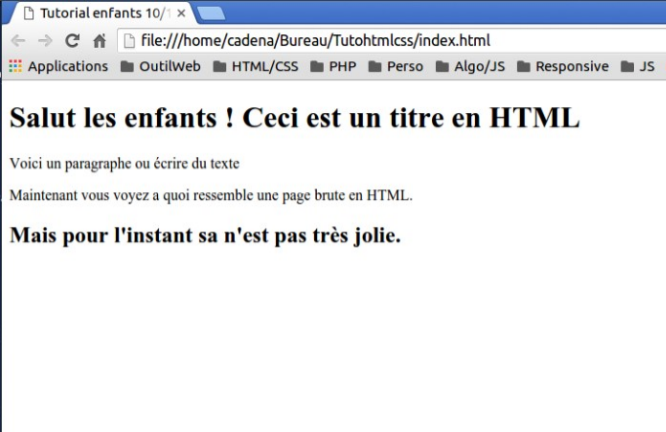 Tutorial enfants 10/
file:///home/cadena/Bureau/Tutohtmlcss/index.html
Applications OutilWeb HTML/CSS PHP Perso Algo/JS Responsive JS
Salut les enfants ! Ceci est un titre en HTML
Voici un paragraphe ou écrire du texte
Maintenant vous voyez a quoi ressemble une page brute en HTML.
Mais pour l'instant sa n'est pas très jolie.